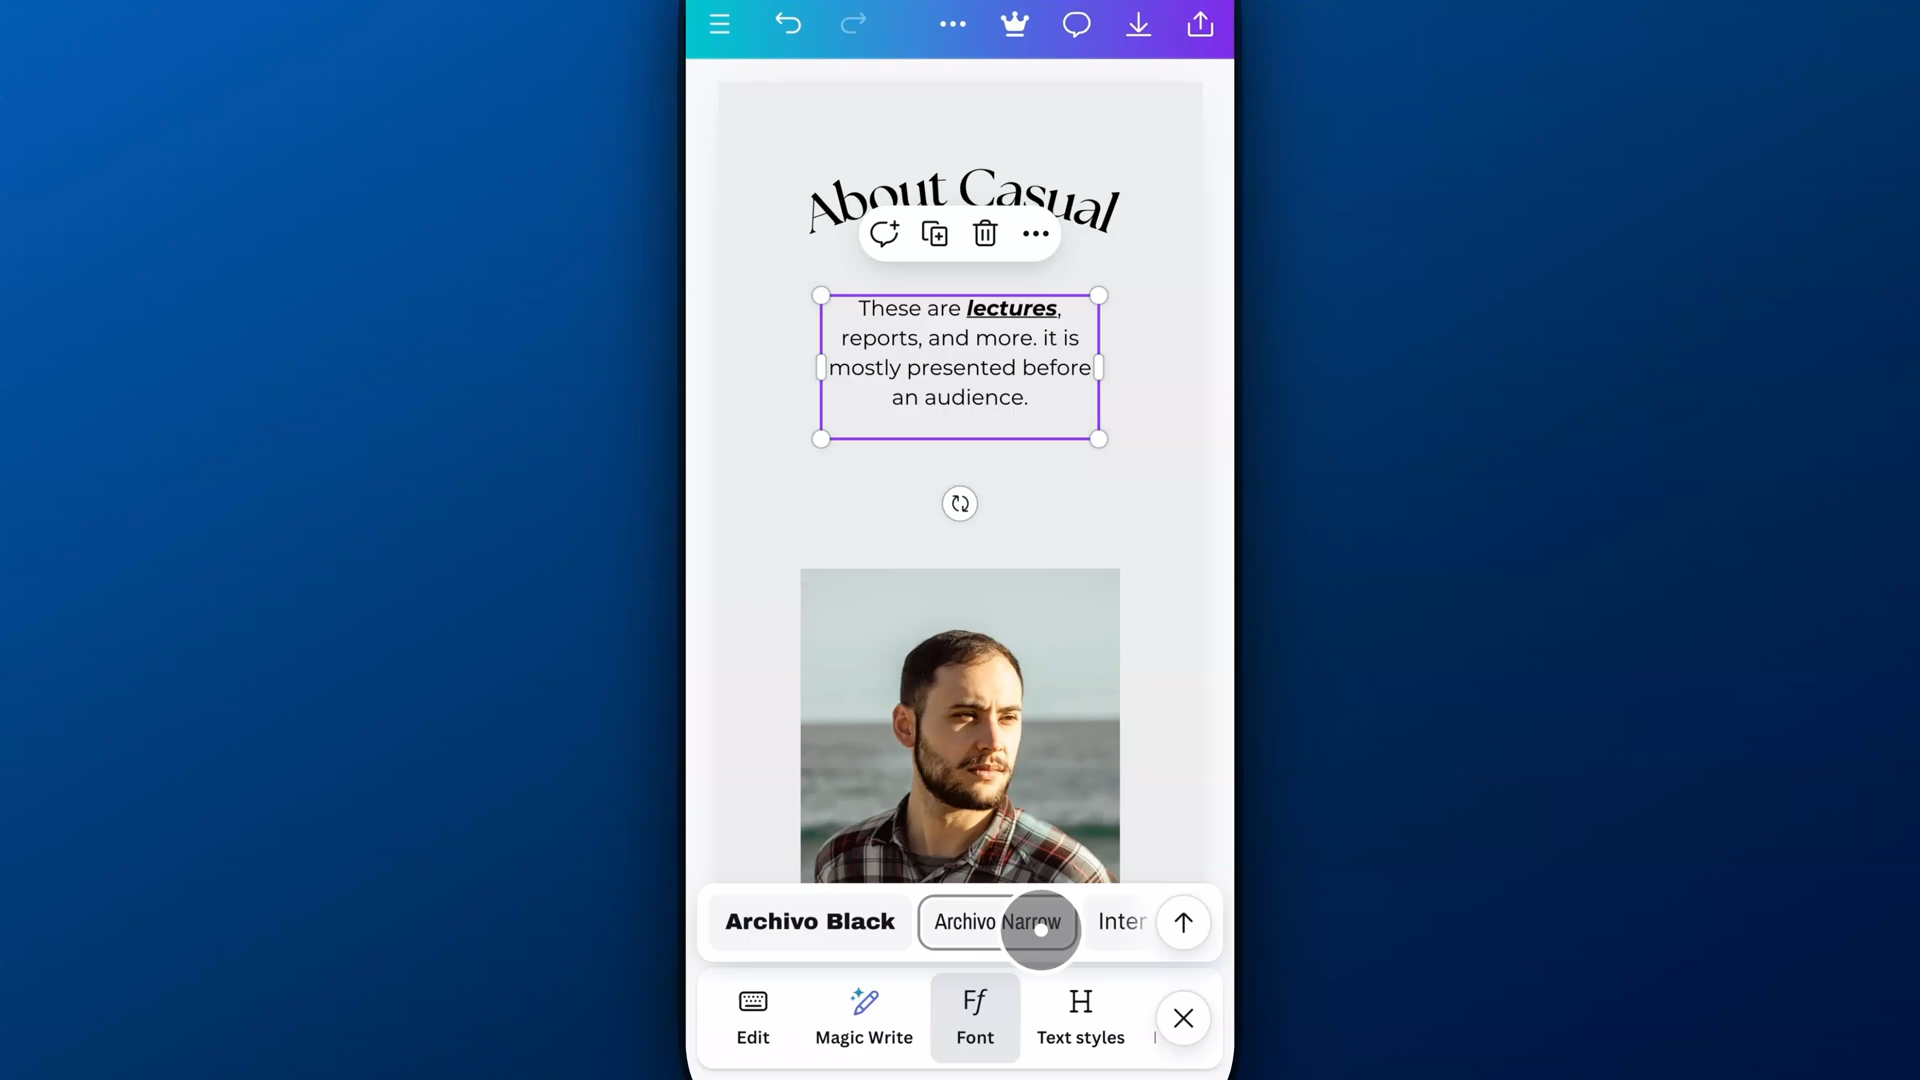 About Casual
These are lectures,
reports, and more. it is
mostly presented before
an audience.
Archivo Black
Archivo Narrow
Inter
Ff
H
Edit
Magic Write
Font
Text styles